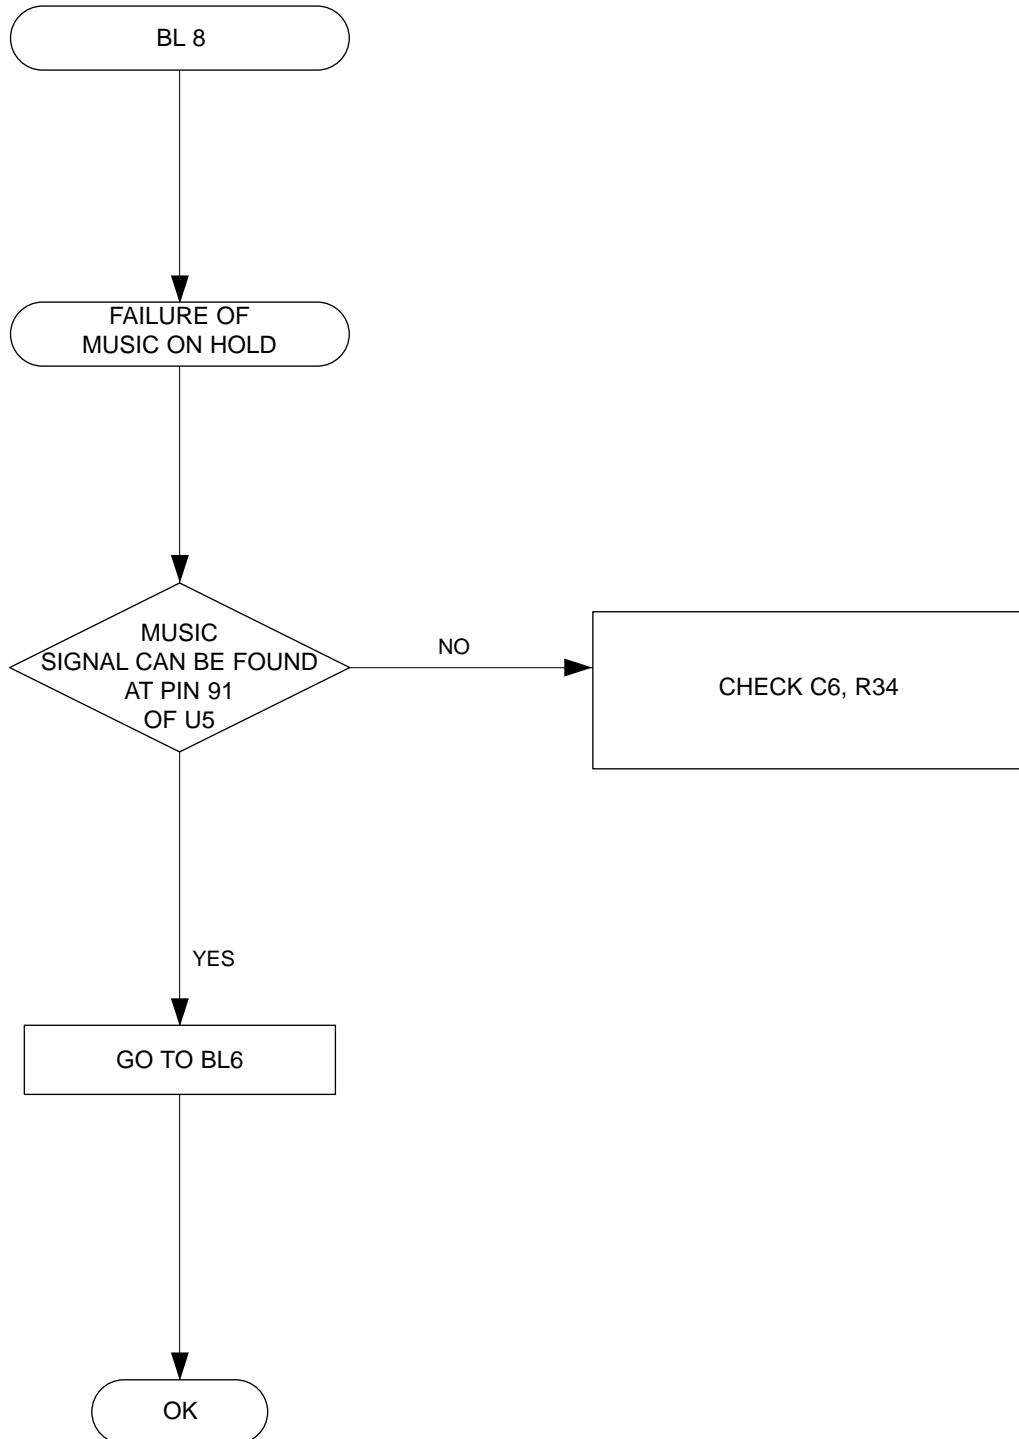 BL 8
FAILURE OF
MUSIC ON HOLD
MUSIC
SIGNAL CAN BE FOUND
AT PIN 91
OF U5
NO
CHECK C6, R34
YES
GO TO BL6
OK